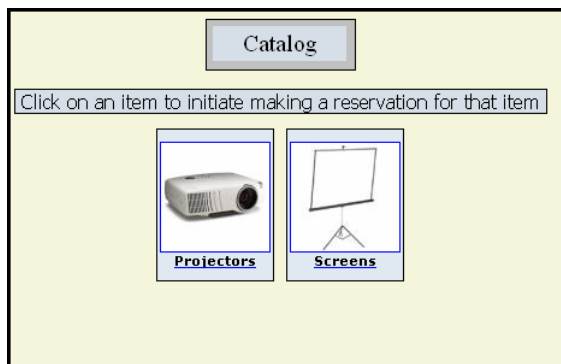 Catalog
Click on an item to initiate making a reservation for that item
Projectors
Screens